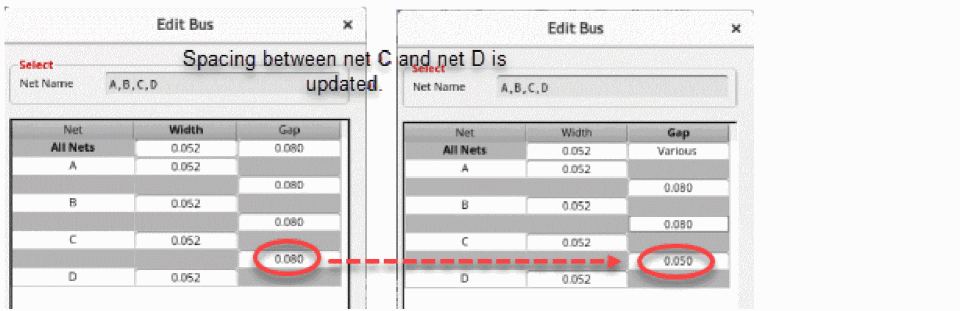 Edit Bus ×
Edit Bus ×
Spacing between net C and net D is
updated.
Select
Net Name A,B,C,D
Net Width Gap
All Nets 0.052 0.080
A 0.052
0.080
B 0.052
0.080
C 0.052
0.080
D 0.052
Select
Net Name A,B,C,D
Net Width Gap
All Nets 0.052 Various
A 0.052
0.080
B 0.052
0.080
C 0.052
0.050
D 0.052